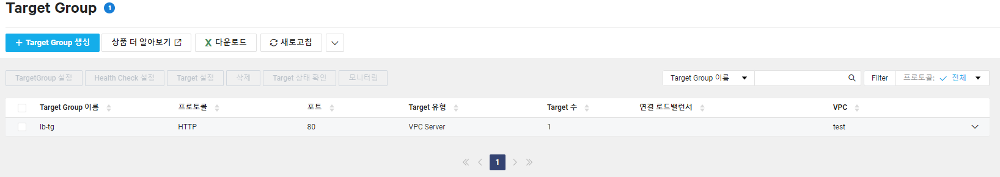 Target Group 1
+ Target Group 생성 상품 더 알아보기 다운로드 새로고침
TargetGroup 설정 Health Check 설정 Target 설정 삭제 Target 상태 확인 모니터링 Target Group 이름 Filter 프로토콜: 전체
Target Group 이름 프로토콜 포트 Target 유형 Target 수 연결 로드밸런서 VPC
lb-tg HTTP 80 VPC Server 1 test
1